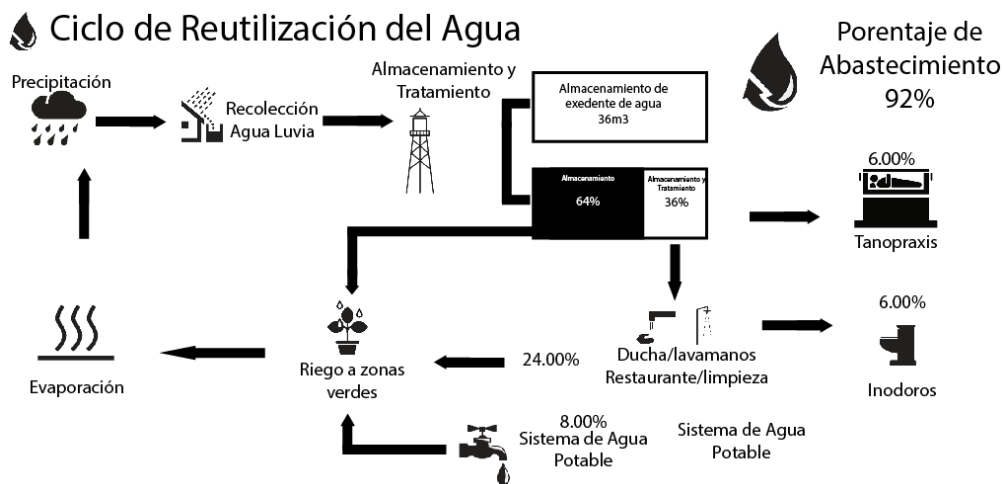 Ciclo de Reutilización del Agua
Porentaje de
Abastecimiento
92%
Precipitación
Recolección
Agua Luvia
Almacenamiento y
Tratamiento
Almacenamiento de
exedente de agua
36m3
Almacenamiento
64%
Almacenamiento y
Tratamiento
36%
6.00%
Tanopraxis
6.00%
Inodoros
Ducha/lavamanos
Restaurante/limpieza
24.00%
Riego a zonas
verdes
Evaporación
8.00%
Sistema de Agua
Potable
Sistema de Agua
Potable